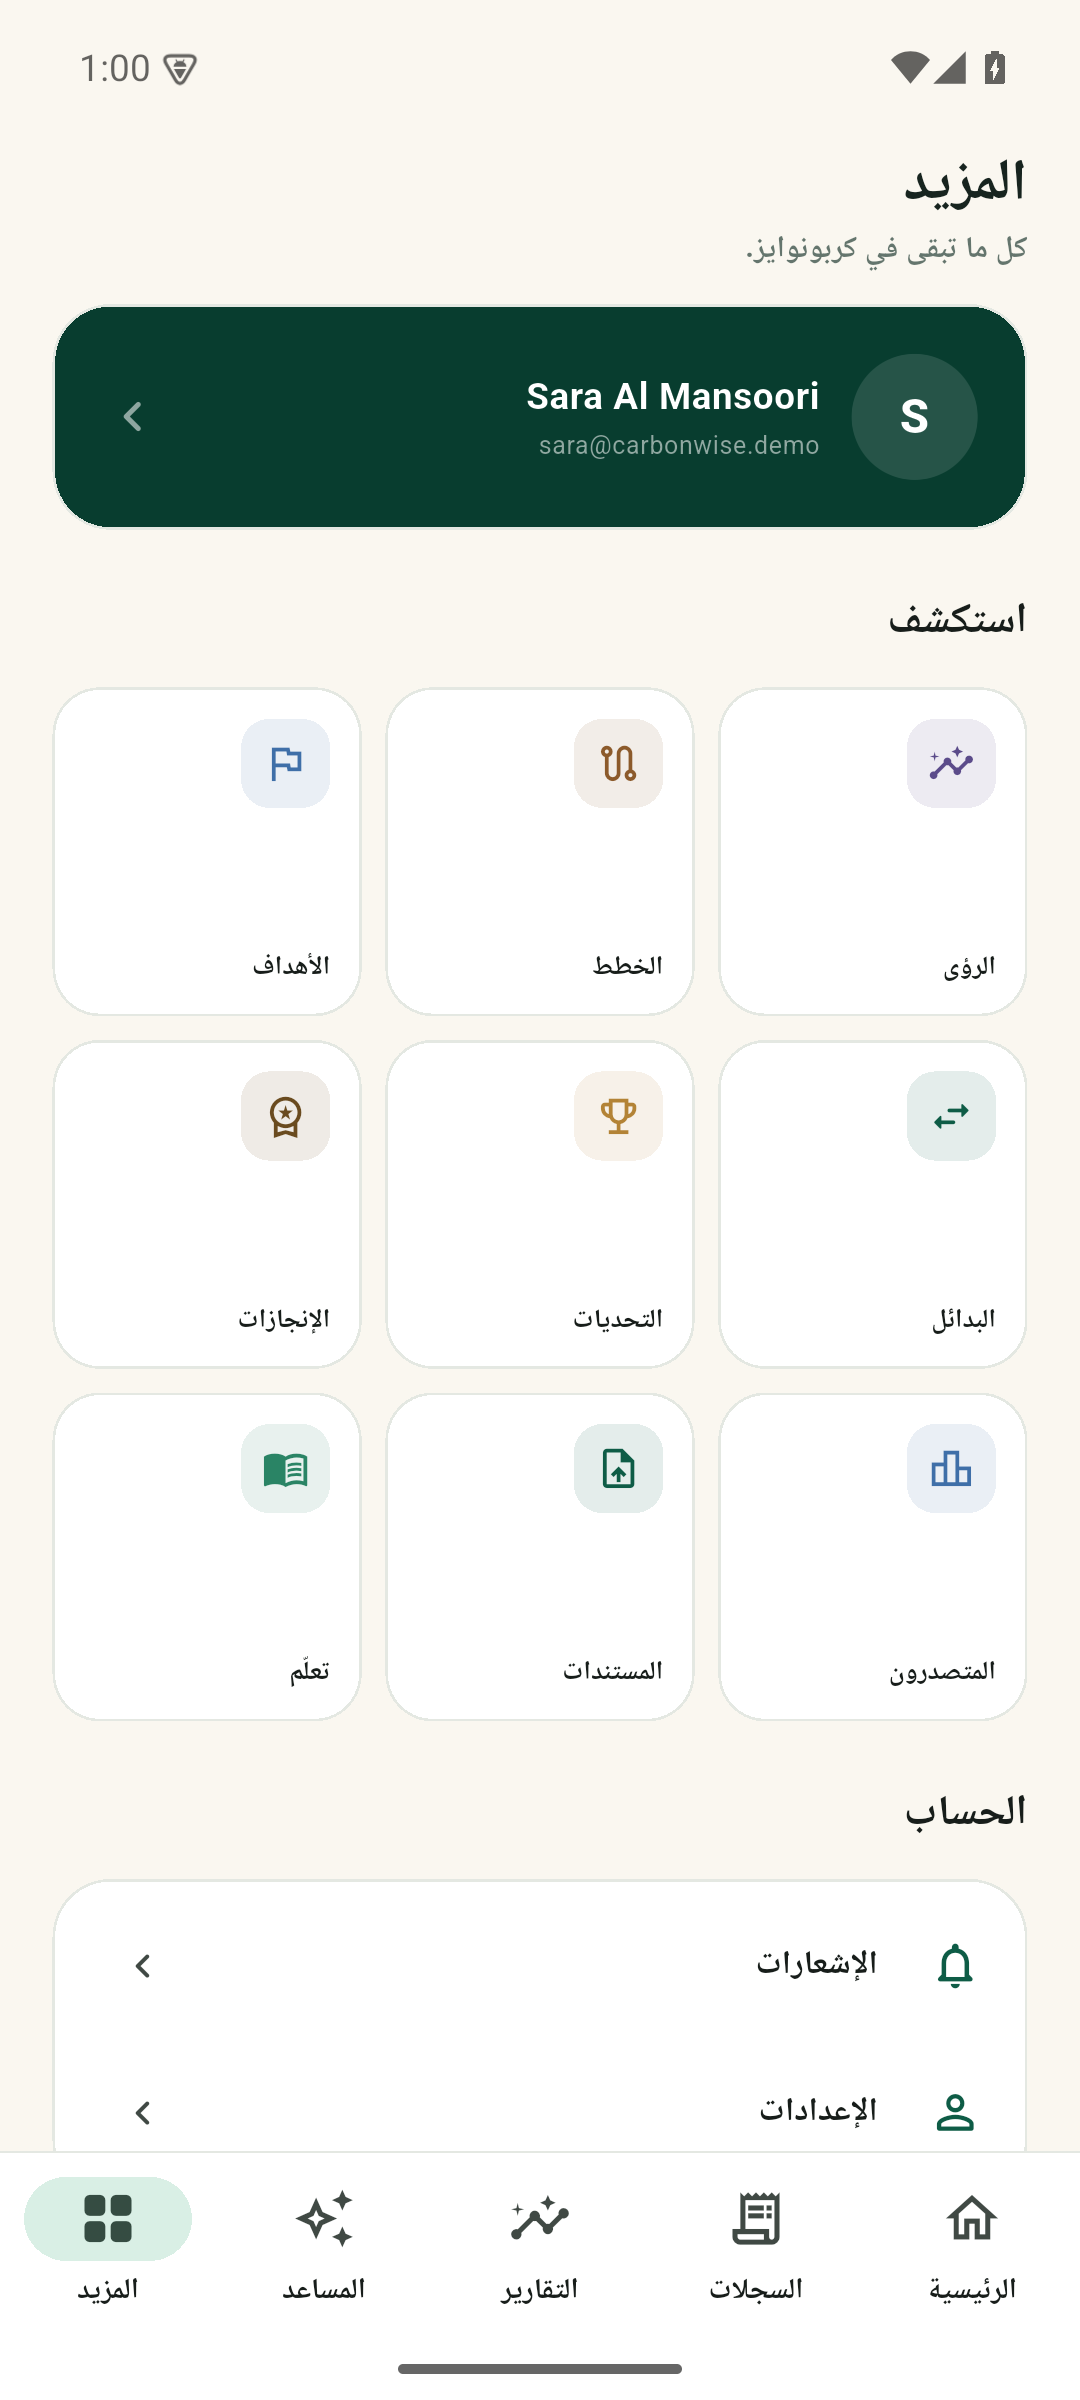 1:00
المزيد
كل ما تبقى في كربونوايز.
S
Sara Al Mansoori
sara@carbonwise.demo
استكشف
الرؤى
الخطط
الأهداف
البدائل
التحديات
الإنجازات
المتصدرون
المستندات
تعلّم
الحساب
الإشعارات
الإعدادات
الرئيسية
السجلات
التقارير
المساعد
المزيد